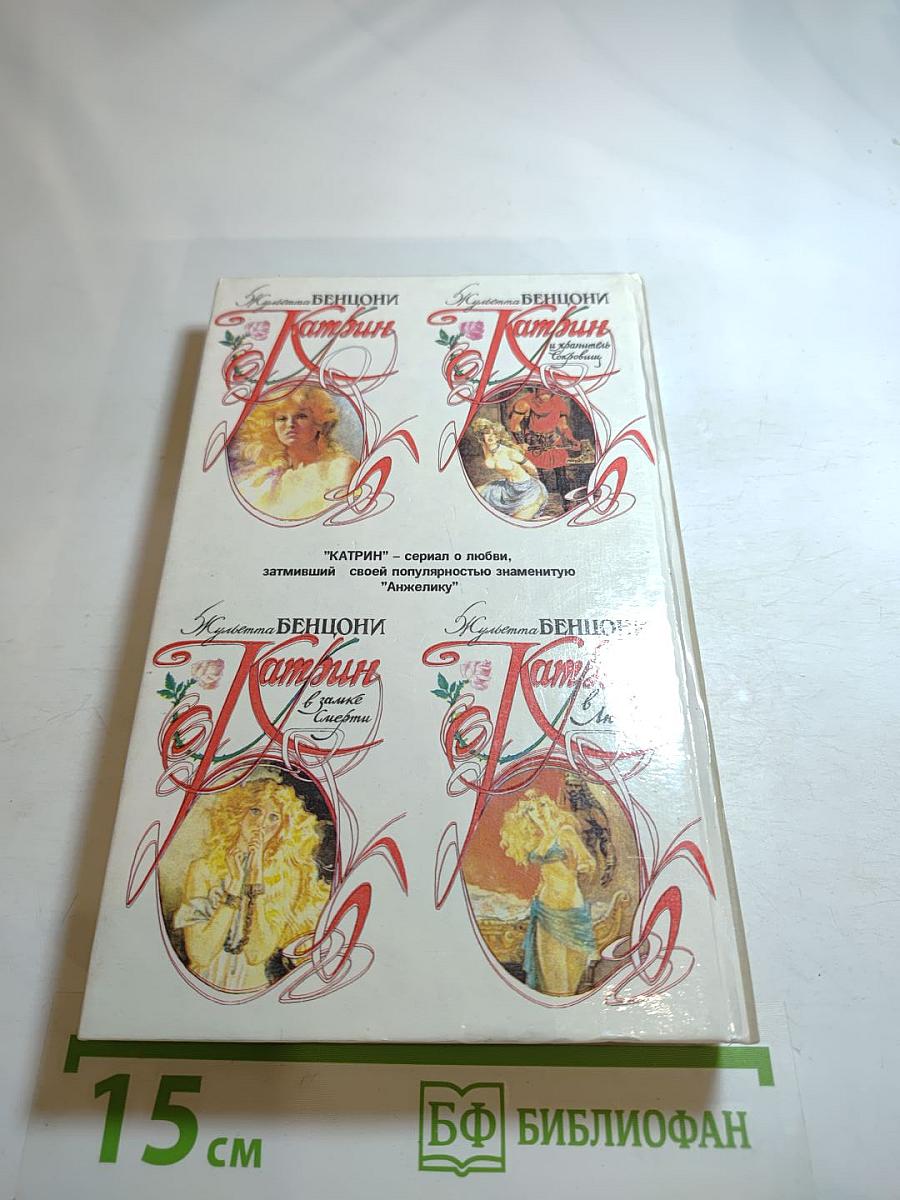 Жульетта БЕНЦОНИ
Катрин
Жульетта БЕНЦОНИ
Катрин
и хранитель
Сокровищ
"КАТРИН" – сериал о любви,
затмивший своей популярностью знаменитую
"Анжелику"
Жульетта БЕНЦОНИ
Катрин
в замке
Смерти
Жульетта БЕНЦОНИ
в
15 см
БФ БИБЛИОФАН